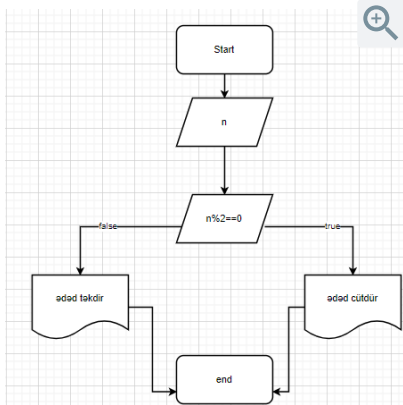 Start
n
n%2==0
false
true
ədəd təkdir
ədəd cütdür
end